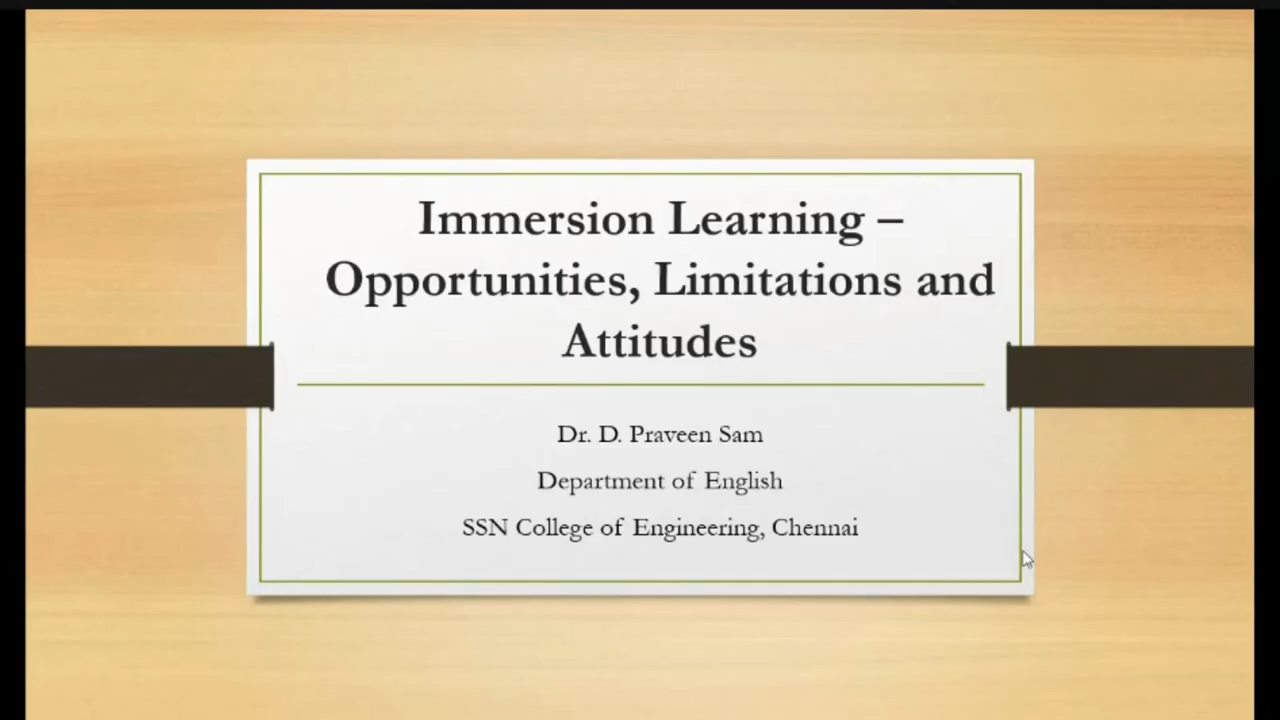 Immersion Learning –
Opportunities, Limitations and
Attitudes
Dr. D. Praveen Sam
Department of English
SSN College of Engineering, Chennai